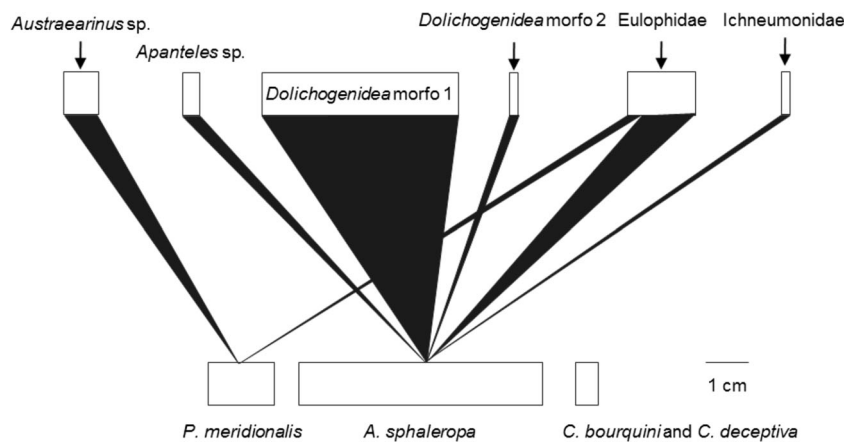 Austraearinus sp.
Apanteles sp.
Dolichogenidea morfo 2
Eulophidae
Ichneumonidae
Dolichogenidea morfo 1
1 cm
P. meridionalis
A. sphaleropa
C. bourquini and C. deceptiva